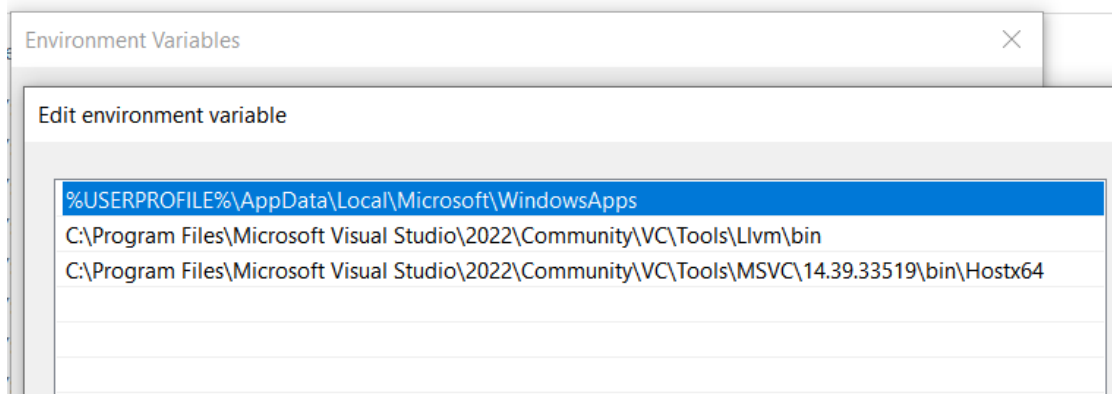 Environment Variables
Edit environment variable
%USERPROFILE%\AppData\Local\Microsoft\WindowsApps
C:\Program Files\Microsoft Visual Studio\2022\Community\VC\Tools\Llvm\bin
C:\Program Files\Microsoft Visual Studio\2022\Community\VC\Tools\MSVC\14.39.33519\bin\Hostx64